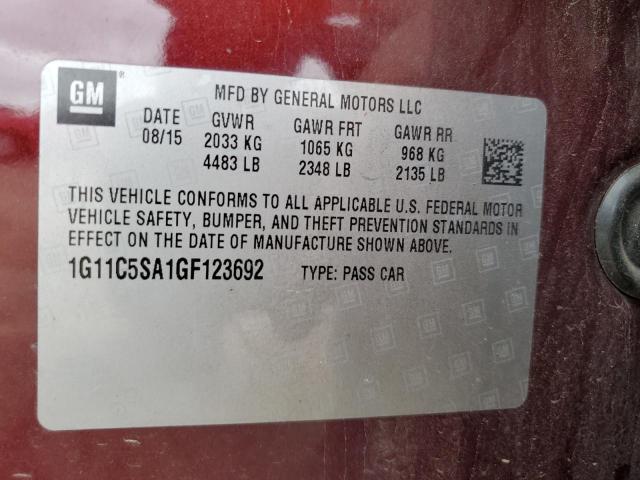 GM
®
MFD BY GENERAL MOTORS LLC
DATE GVWR GAWR FRT GAWR RR
08/15 2033 KG 1065 KG 968 KG
4483 LB 2348 LB 2135 LB
THIS VEHICLE CONFORMS TO ALL APPLICABLE U.S. FEDERAL MOTOR
VEHICLE SAFETY, BUMPER, AND THEFT PREVENTION STANDARDS IN
EFFECT ON THE DATE OF MANUFACTURE SHOWN ABOVE.
1G11C5SA1GF123692 TYPE: PASS CAR